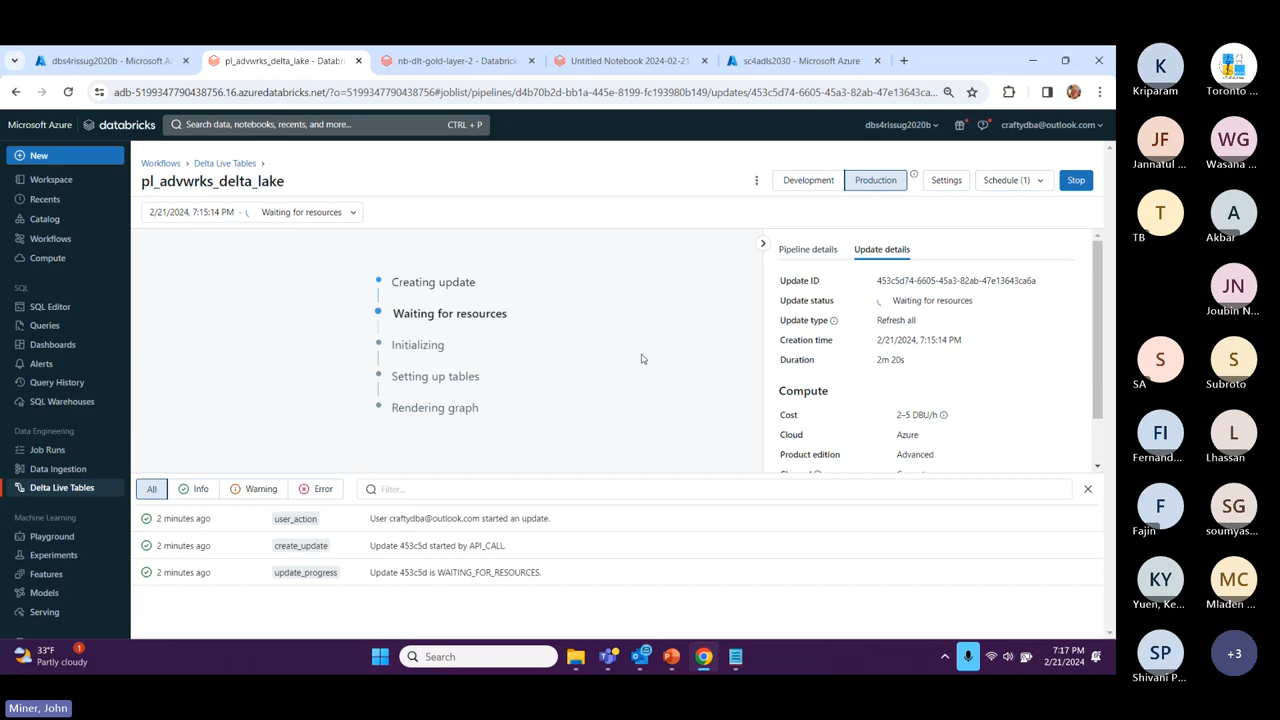 dbs4rissug2020b - Microsoft A
pl_advwrks_delta_lake - Databri
nb-dlt-gold-layer-2 - Databricks
Untitled Notebook 2024-02-21
sc4adls2030 - Microsoft Azure
adb-5199347790438756.16.azuredatabricks.net/?o=5199347790438756#joblist/pipelines/d4b70b2d-bb1a-445e-8199-fc193980b149/updates/453c5d74-6605-45a3-82ab-47e13643ca...
Microsoft Azure
databricks
Search data, notebooks, recents, and more...
CTRL + P
dbs4rissug2020b
craftydba@outlook.com
New
Workspace
Recents
Catalog
Workflows
Compute
SQL
SQL Editor
Queries
Dashboards
Alerts
Query History
SQL Warehouses
Data Engineering
Job Runs
Data Ingestion
Delta Live Tables
Machine Learning
Playground
Experiments
Features
Models
Serving
Workflows
Delta Live Tables
pl_advwrks_delta_lake
Development
Production
Settings
Schedule (1)
Stop
2/21/2024, 7:15:14 PM · Waiting for resources
Creating update
Waiting for resources
Initializing
Setting up tables
Rendering graph
Pipeline details
Update details
Update ID 453c5d74-6605-45a3-82ab-47e13643ca6a
Update status Waiting for resources
Update type Refresh all
Creation time 2/21/2024, 7:15:14 PM
Duration 2m 20s
Compute
Cost 2–5 DBU/h
Cloud Azure
Product edition Advanced
All
Info
Warning
Error
Filter...
2 minutes ago user_action User craftydba@outlook.com started an update.
2 minutes ago create_update Update 453c5d started by API_CALL.
2 minutes ago update_progress Update 453c5d is WAITING_FOR_RESOURCES.
33°F
Partly cloudy
1
Search
7:17 PM
2/21/2024
Miner, John
K
Kriparam
Toronto ...
JF
Jannatul ...
WG
Wasana ...
T
TB
A
Akbar
JN
Joubin N...
S
SA
S
Subroto
FI
Fernand...
L
Lhassan
F
Fajin
SG
soumyas...
KY
Yuen, Ke...
MC
Mladen ...
SP
Shivani P...
+3